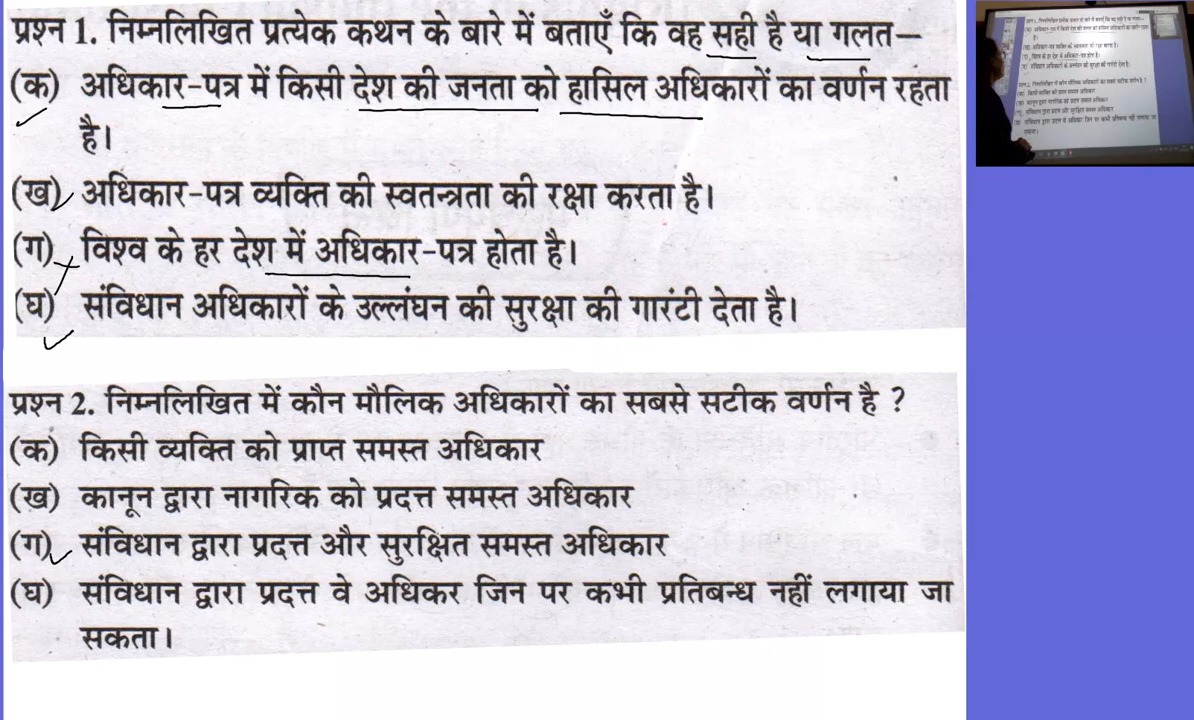 प्रश्न 1. निम्नलिखित प्रत्येक कथन के बारे में बताएँ कि वह सही है या गलत–
(क) अधिकार-पत्र में किसी देश की जनता को हासिल अधिकारों का वर्णन रहता
है।
(ख) अधिकार-पत्र व्यक्ति की स्वतन्त्रता की रक्षा करता है।
(ग) विश्व के हर देश में अधिकार-पत्र होता है।
(घ) संविधान अधिकारों के उल्लंघन की सुरक्षा की गारंटी देता है।
प्रश्न 2. निम्नलिखित में कौन मौलिक अधिकारों का सबसे सटीक वर्णन है ?
(क) किसी व्यक्ति को प्राप्त समस्त अधिकार
(ख) कानून द्वारा नागरिक को प्रदत्त समस्त अधिकार
(ग) संविधान द्वारा प्रदत्त और सुरक्षित समस्त अधिकार
(घ) संविधान द्वारा प्रदत्त वे अधिकर जिन पर कभी प्रतिबन्ध नहीं लगाया जा
सकता।